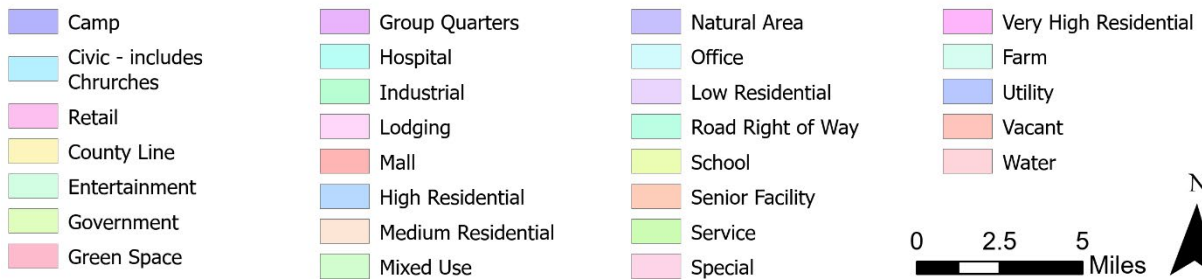 Camp
Civic - includes
Chrurches
Retail
County Line
Entertainment
Government
Green Space
Group Quarters
Hospital
Industrial
Lodging
Mall
High Residential
Medium Residential
Mixed Use
Natural Area
Office
Low Residential
Road Right of Way
School
Senior Facility
Service
Special
Very High Residential
Farm
Utility
Vacant
Water
N
0 2.5 5
Miles